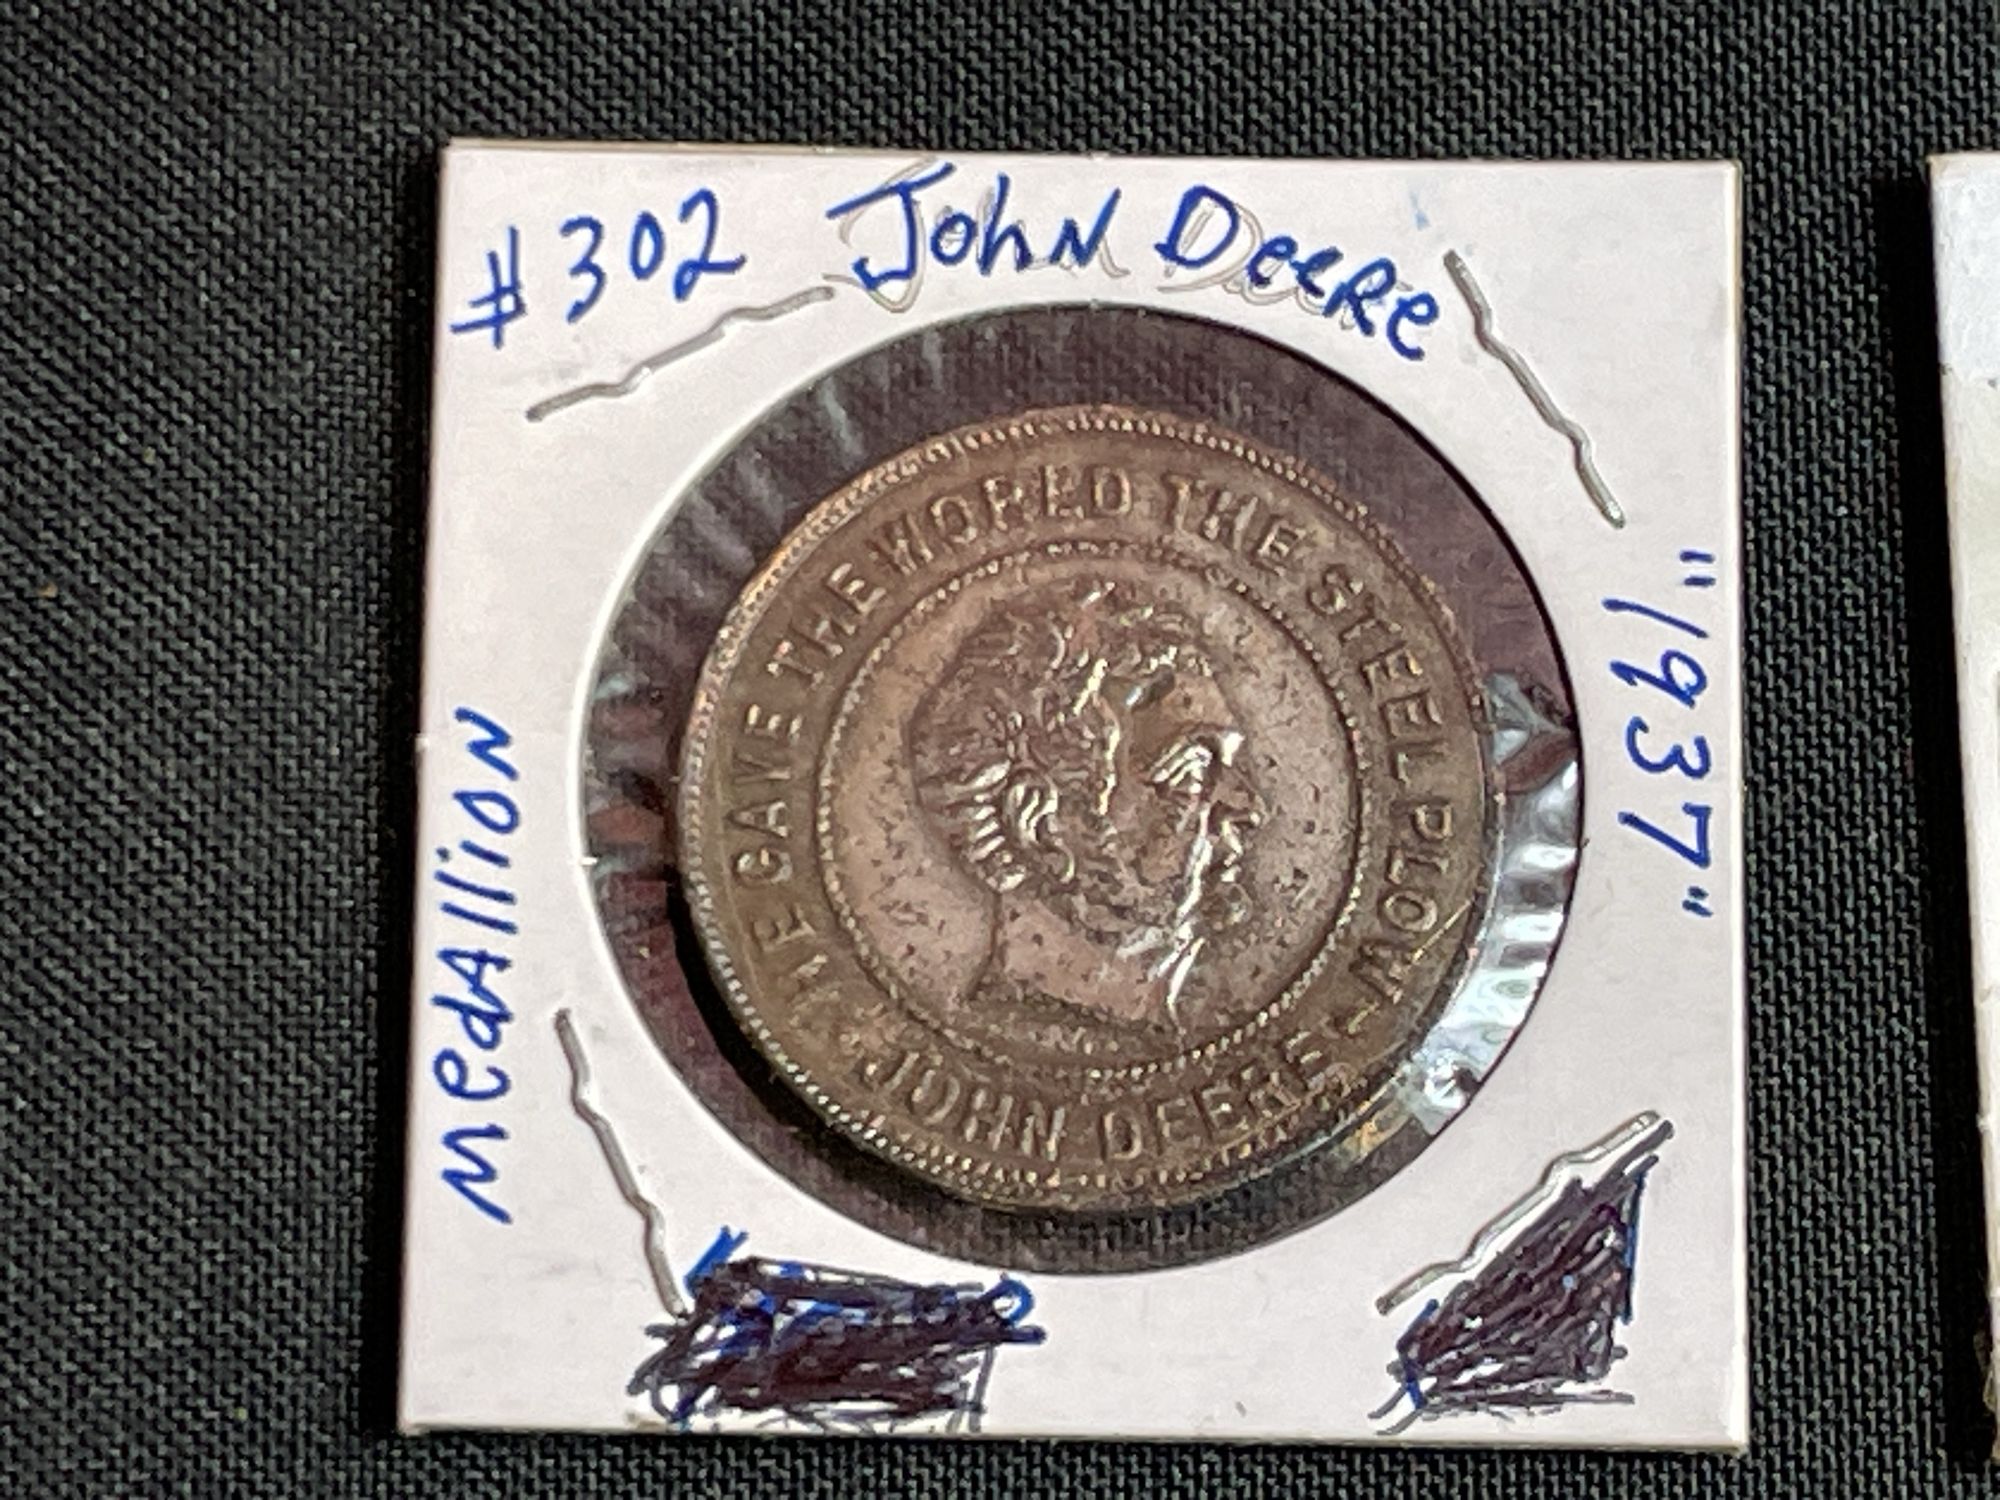 #302 John Deere
"1937"
Medallion
HE GAVE THE WORLD THE STEEL PLOW-
JOHN DEERE